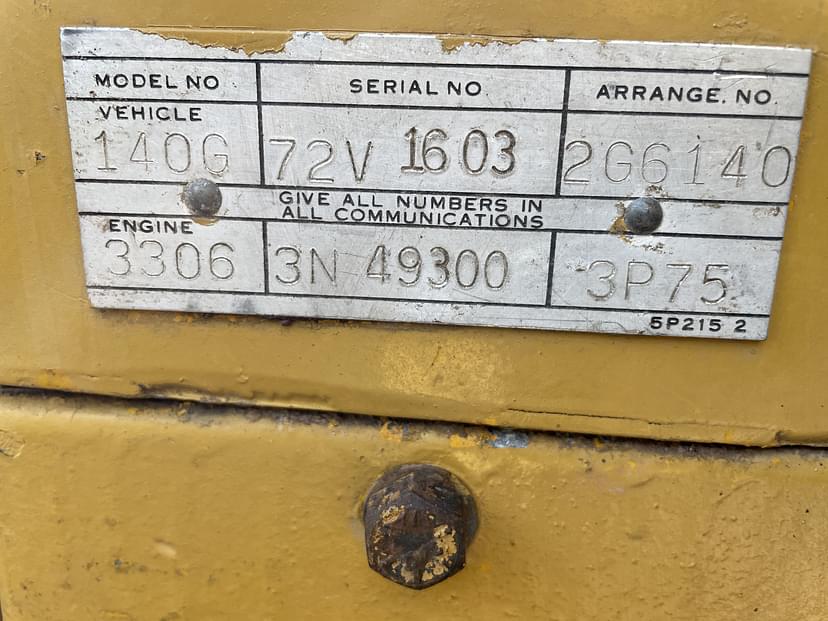 MODEL NO SERIAL NO. ARRANGE. NO.
VEHICLE
140G 72V 1603 2G6140
GIVE ALL NUMBERS IN
ALL COMMUNICATIONS
ENGINE
3306 3N 49300 3P75
5P215 2